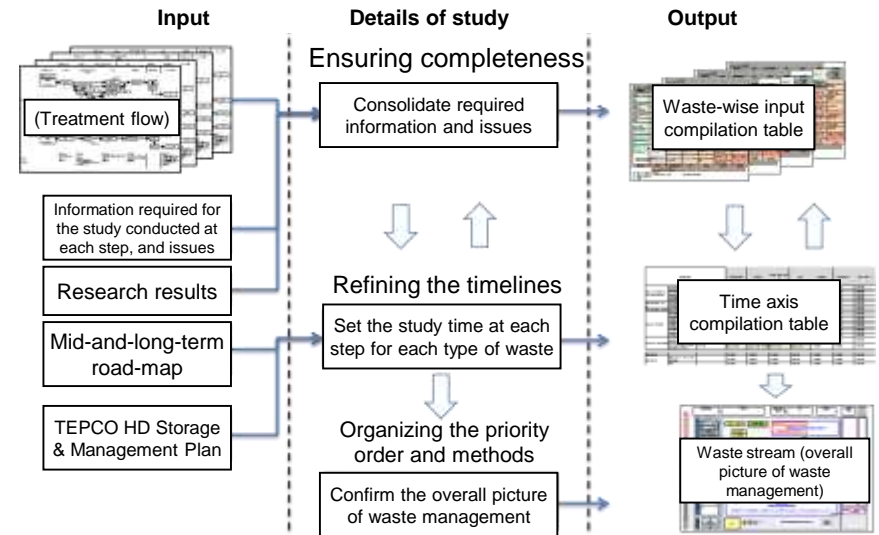 Input
Details of study
Output
Ensuring completeness
(Treatment flow)
Consolidate required
information and issues
Waste-wise input
compilation table
Information required for
the study conducted at
each step, and issues
Research results
Refining the timelines
Mid-and-long-term
road-map
Set the study time at each
step for each type of waste
Time axis
compilation table
TEPCO HD Storage
& Management Plan
Organizing the priority
order and methods
Confirm the overall picture
of waste management
Waste stream (overall
picture of waste
management)